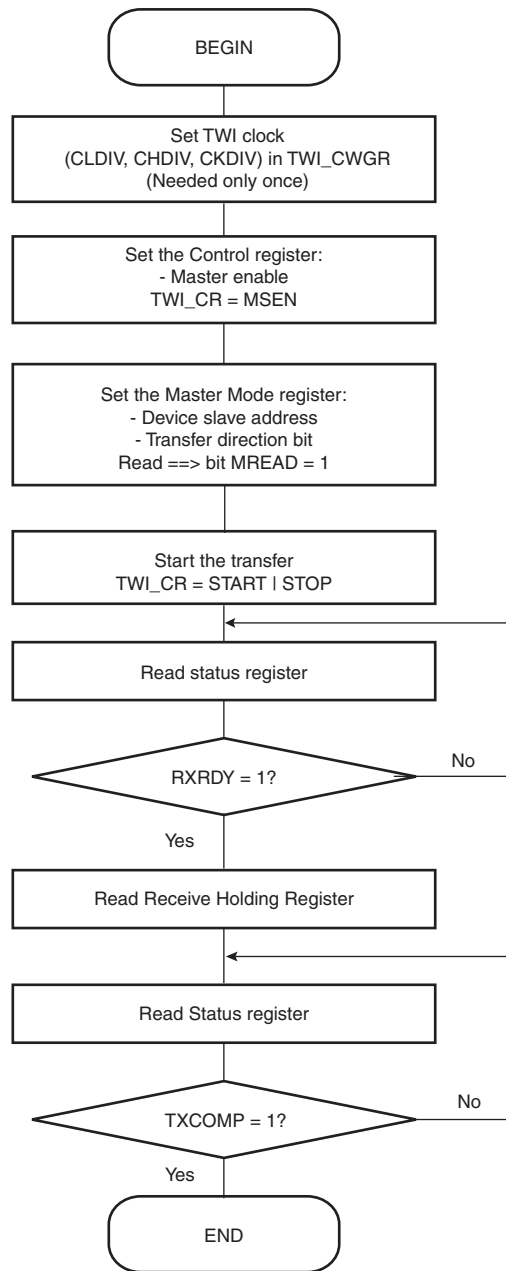 BEGIN
Set TWI clock
(CLDIV, CHDIV, CKDIV) in TWI_CWGR
(Needed only once)
Set the Control register:
- Master enable
TWI_CR = MSEN
Set the Master Mode register:
- Device slave address
- Transfer direction bit
Read ==> bit MREAD = 1
Start the transfer
TWI_CR = START | STOP
Read status register
RXRDY = 1?
No
Yes
Read Receive Holding Register
Read Status register
TXCOMP = 1?
No
Yes
END